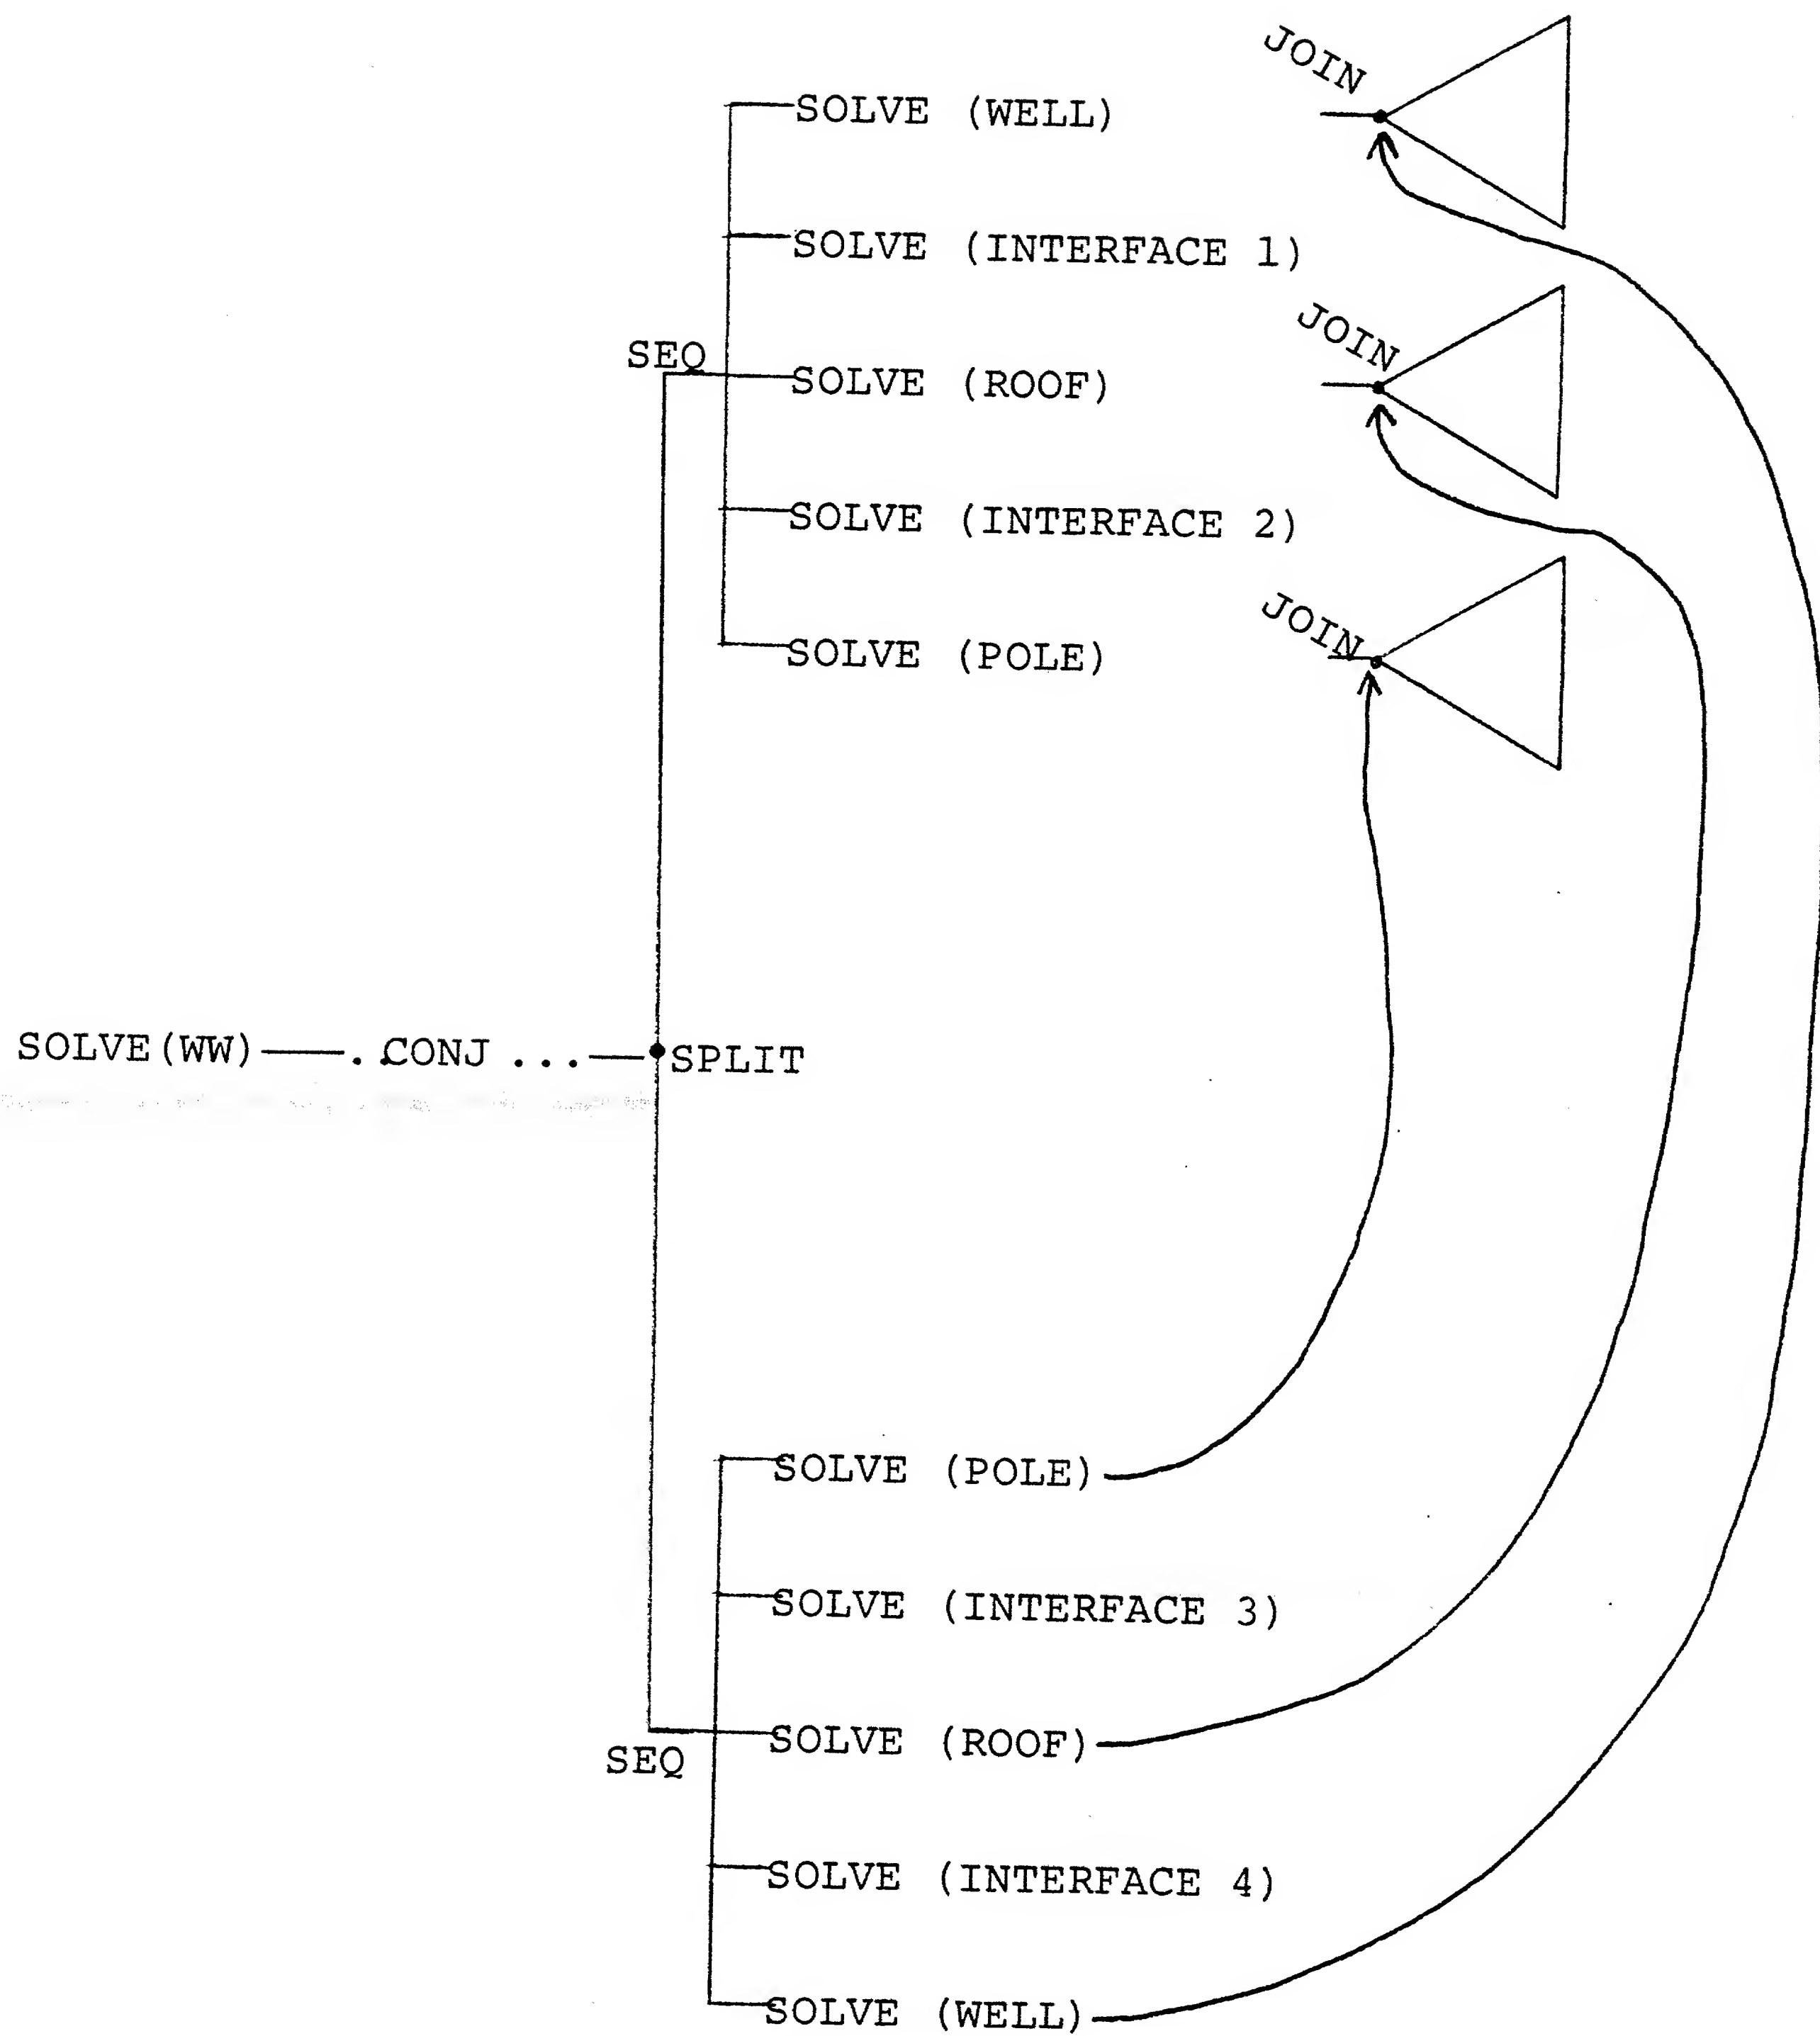 JOIN
SOLVE (WELL)
SOLVE (INTERFACE 1)
JOIN
SEQ
SOLVE (ROOF)
SOLVE (INTERFACE 2)
JOIN
SOLVE (POLE)
SOLVE(WW) . .CONJ ... SPLIT
SOLVE (POLE)
SOLVE (INTERFACE 3)
SOLVE (ROOF)
SEQ
SOLVE (INTERFACE 4)
SOLVE (WELL)